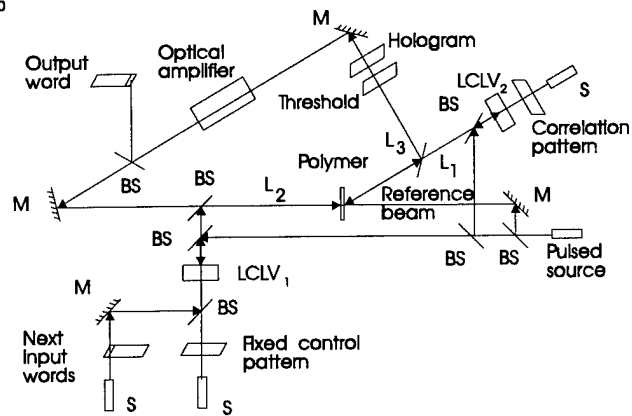 M
Optical
amplifier
Hologram
Output
word
LCLV2
S
Threshold
BS
Correlation
pattern
L3
L1
Polymer
BS
BS
L2
M
Reference
beam
M
BS
BS
BS
Pulsed
source
LCLV1
M
BS
Next
input
words
Fixed control
pattern
S
S